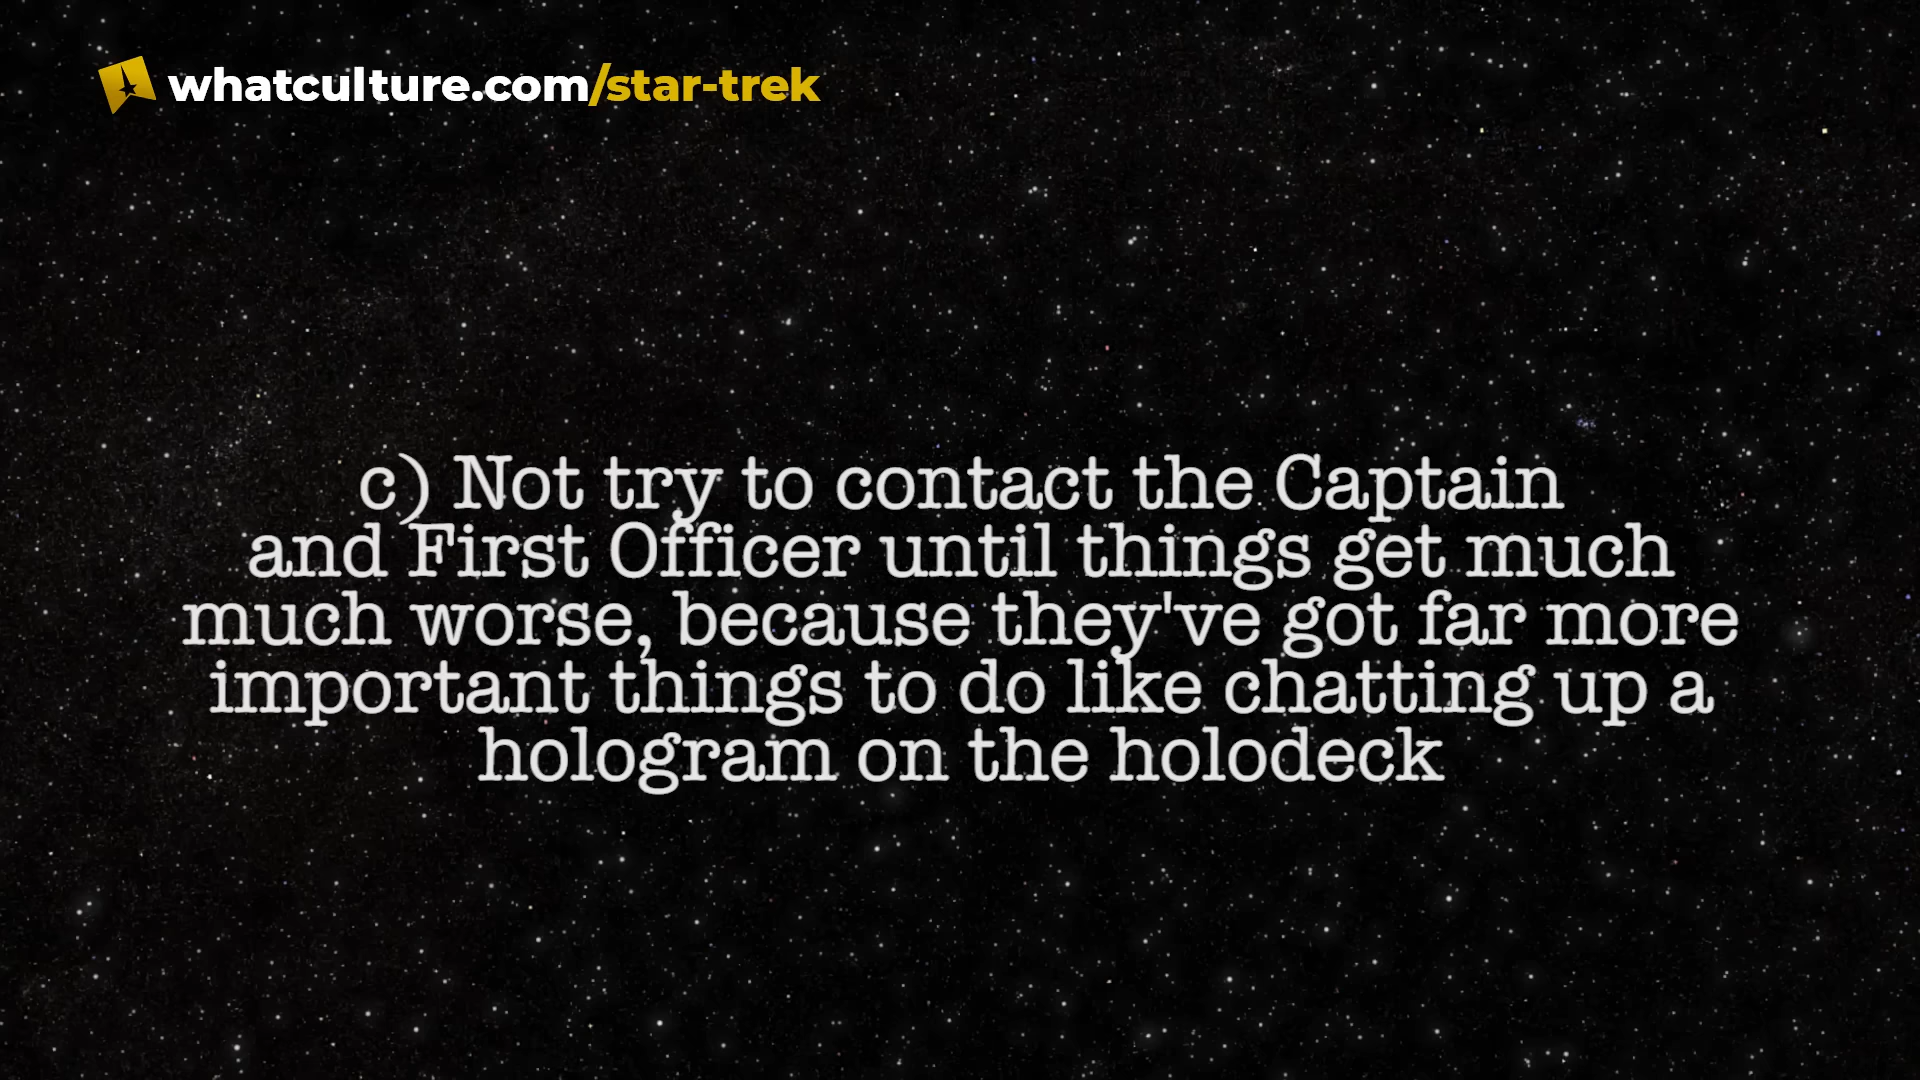 whatculture.com/star-trek
c) Not try to contact the Captain
and First Officer until things get much
much worse, because they've got far more
important things to do like chatting up a
hologram on the holodeck